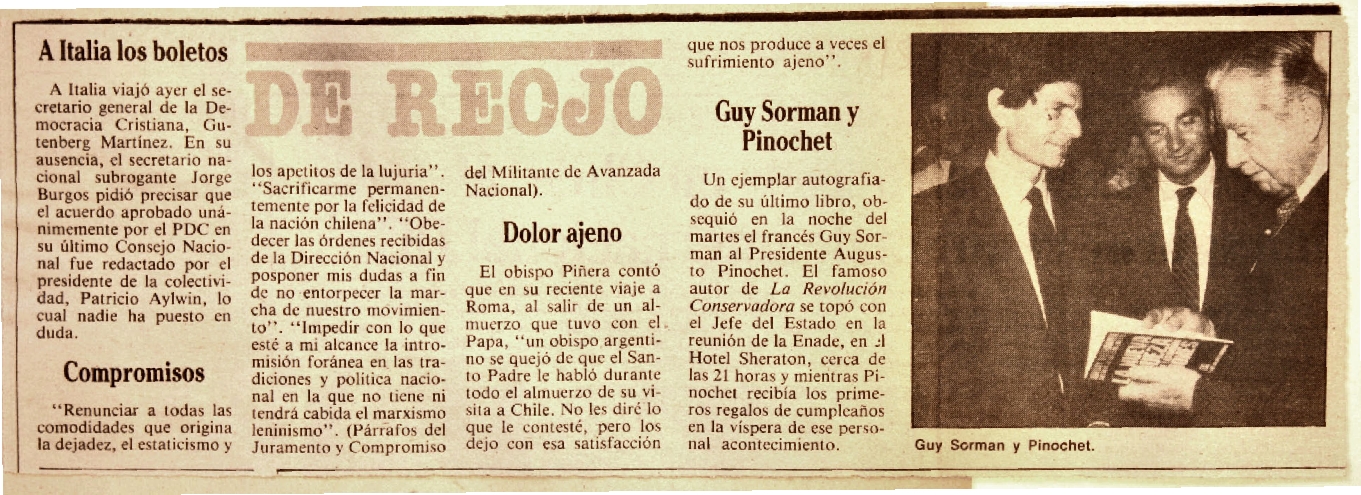 A Italia los boletos
A Italia viajó ayer el se-
cretario general de la De-
mocracia Cristiana, Gu-
tenberg Martínez. En su
ausencia, el secretario na-
cional subrogante Jorge
Burgos pidió precisar que
el acuerdo aprobado uná-
nimemente por el PDC en
su último Consejo Nacio-
nal fue redactado por el
presidente de la colectivi-
dad, Patricio Aylwin, lo
cual nadie ha puesto en
duda.
Compromisos
“Renunciar a todas las
comodidades que origina
la dejadez, el estaticismo y
DE REOJO
los apetitos de la lujuria”.
“Sacrificarme permanen-
temente por la felicidad de
la nación chilena”. “Obe-
decer las órdenes recibidas
de la Dirección Nacional y
posponer mis dudas a fin
de no entorpecer la mar-
cha de nuestro movimien-
to”. “Impedir con lo que
esté a mi alcance la intro-
misión foránea en las tra-
diciones y política nacio-
nal en la que no tiene ni
tendrá cabida el marxismo
leninismo”. (Párrafos del
Juramento y Compromiso
del Militante de Avanzada
Nacional).
Dolor ajeno
El obispo Piñera contó
que en su reciente viaje a
Roma, al salir de un al-
muerzo que tuvo con el
Papa, “un obispo argenti-
no se quejó de que el San-
to Padre le habló durante
todo el almuerzo de su vi-
sita a Chile. No les diré lo
que le contesté, pero los
dejo con esa satisfacción
que nos produce a veces el
sufrimiento ajeno”.
Guy Sorman y
Pinochet
Un ejemplar autografia-
do de su último libro, ob-
sequió en la noche del
martes el francés Guy Sor-
man al Presidente Augus-
to Pinochet. El famoso
autor de La Revolución
Conservadora se topó con
el Jefe del Estado en la
reunión de la Enade, en el
Hotel Sheraton, cerca de
las 21 horas y mientras Pi-
nochet recibía los prime-
ros regalos de cumpleaños
en la víspera de ese perso-
nal acontecimiento.
Guy Sorman y Pinochet.